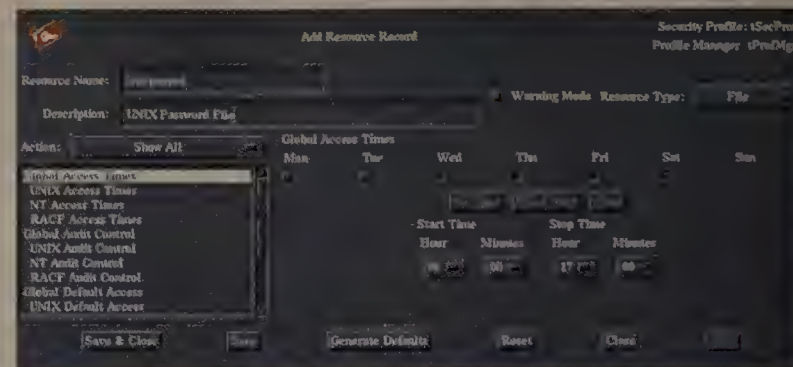 Security Profile: tSecPro
Add Resource Record
Profile Manager tProfMg
Resource Name:
Warning Mode Resource Type: File
Description: UNIX Password File
Action: Show All
Global Access Times
Mon Tue Wed Thu Fri Sat Sun
Global Access Times
UNIX Access Times
NT Access Times
RACF Access Times
Global Audit Control
UNIX Audit Control
NT Audit Control
RACF Audit Control
Global Default Access
UNIX Default Access
Start Time Stop Time
Hour Minutes Hour Minutes
00 17 00
Save & Close Save Generate Defaults Reset Close